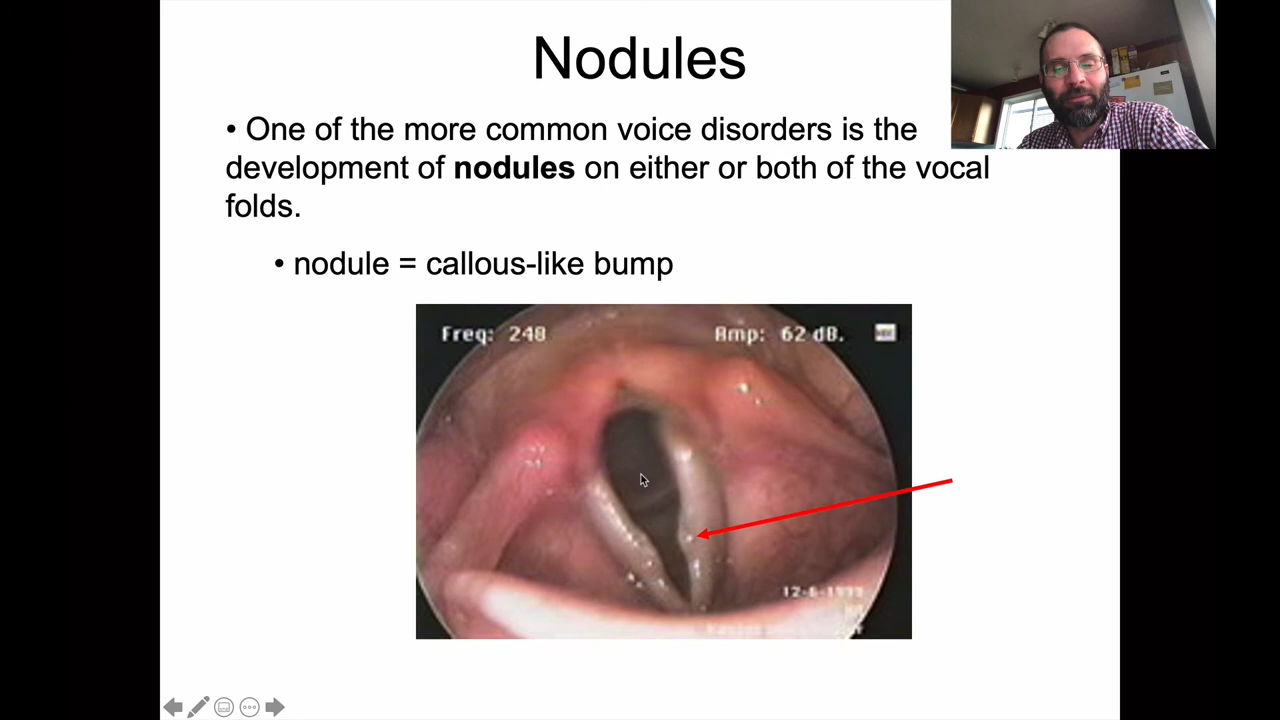 Nodules
• One of the more common voice disorders is the
development of nodules on either or both of the vocal
folds.
• nodule = callous-like bump
Freq: 248 Amp: 62 dB.